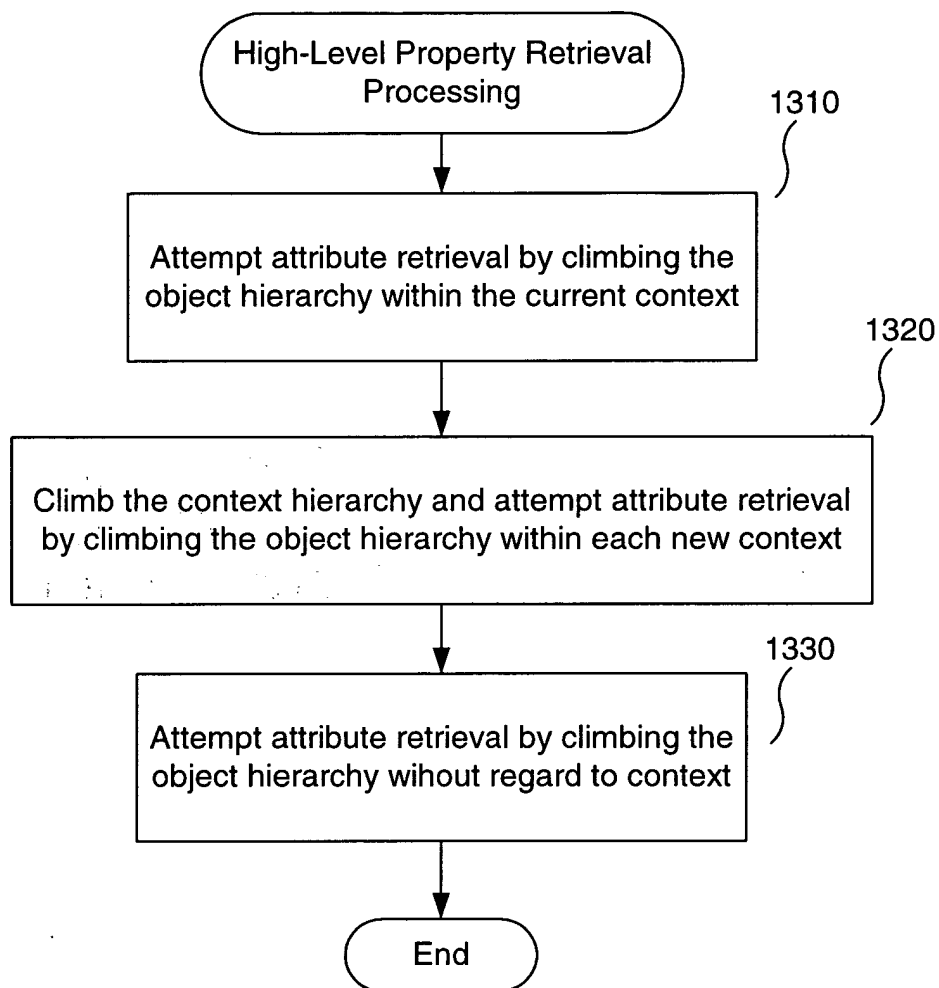 High-Level Property Retrieval
Processing
1310
Attempt attribute retrieval by climbing the
object hierarchy within the current context
1320
Climb the context hierarchy and attempt attribute retrieval
by climbing the object hierarchy within each new context
1330
Attempt attribute retrieval by climbing the
object hierarchy wihout regard to context
End